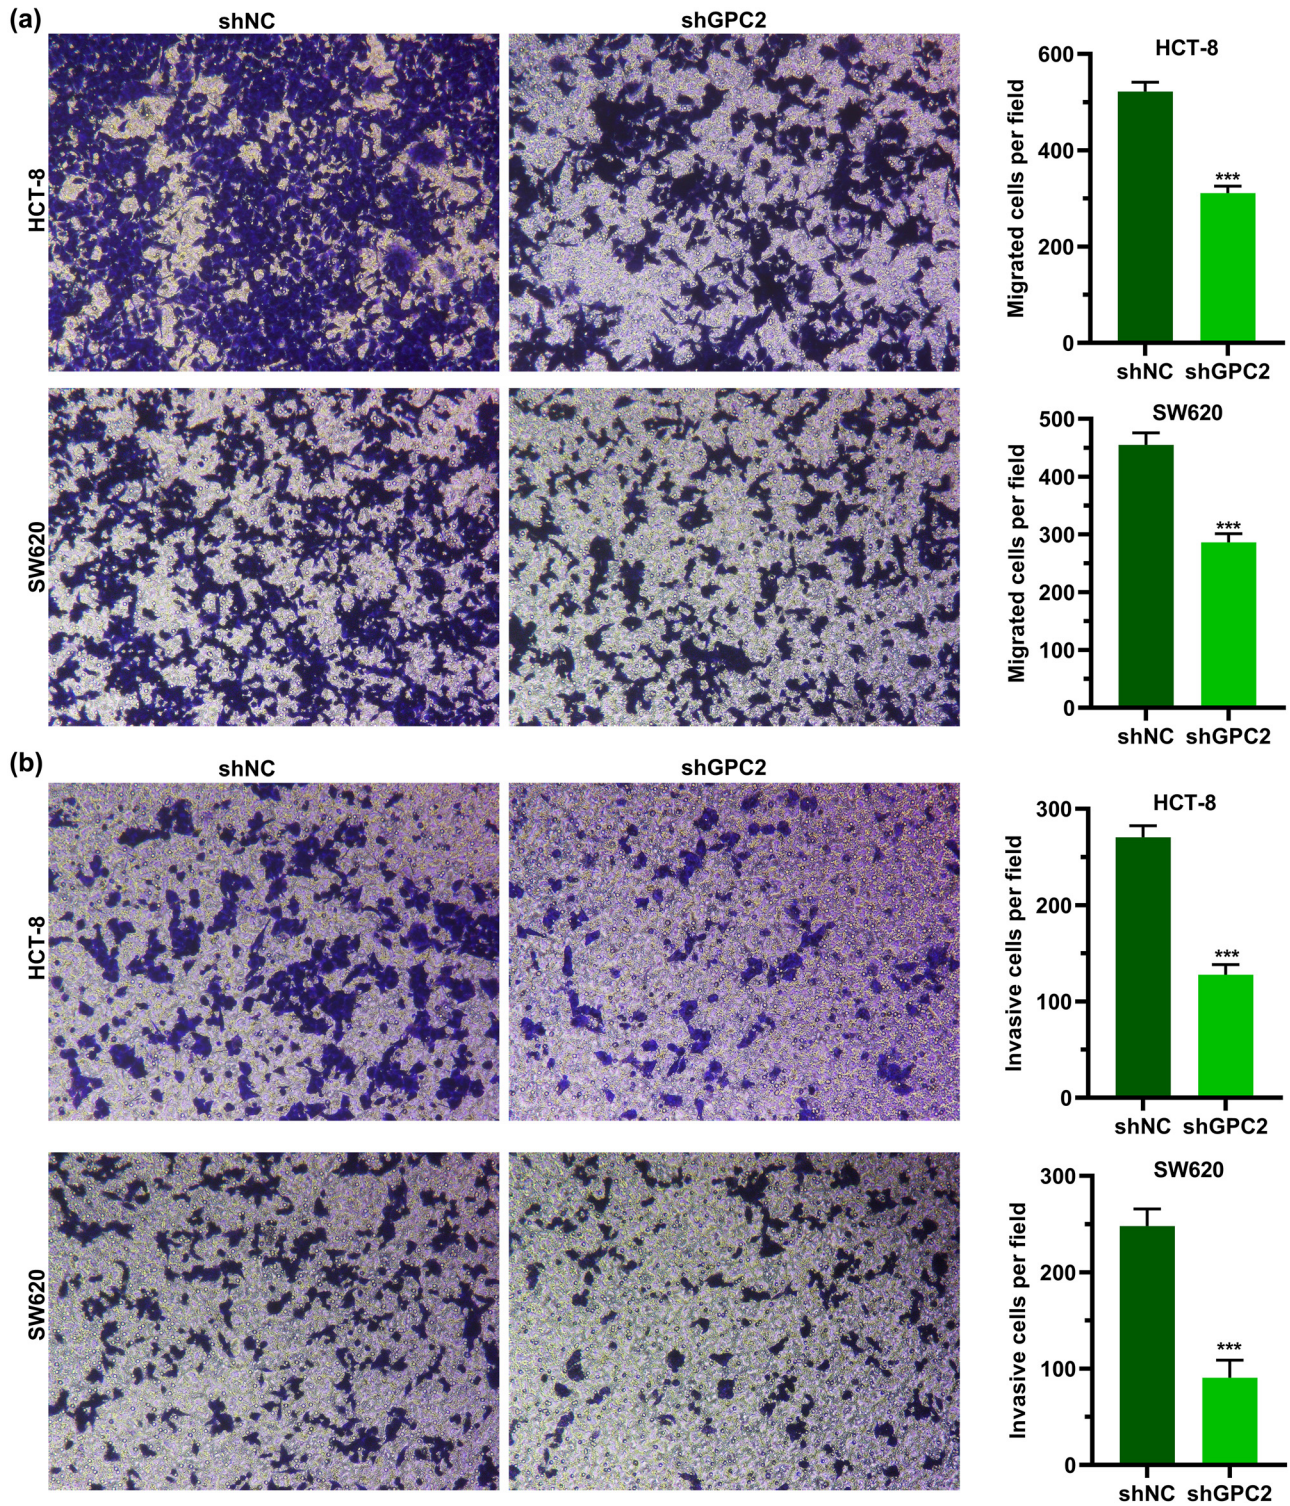 (a)
shNC
shGPC2
HCT-8
SW620
HCT-8
Migrated cells per field
600
400
200
0
***
shNC shGPC2
SW620
Migrated cells per field
500
400
300
200
100
0
***
shNC shGPC2
(b)
shNC
shGPC2
HCT-8
SW620
HCT-8
Invasive cells per field
300
200
100
0
***
shNC shGPC2
SW620
Invasive cells per field
300
200
100
0
***
shNC shGPC2